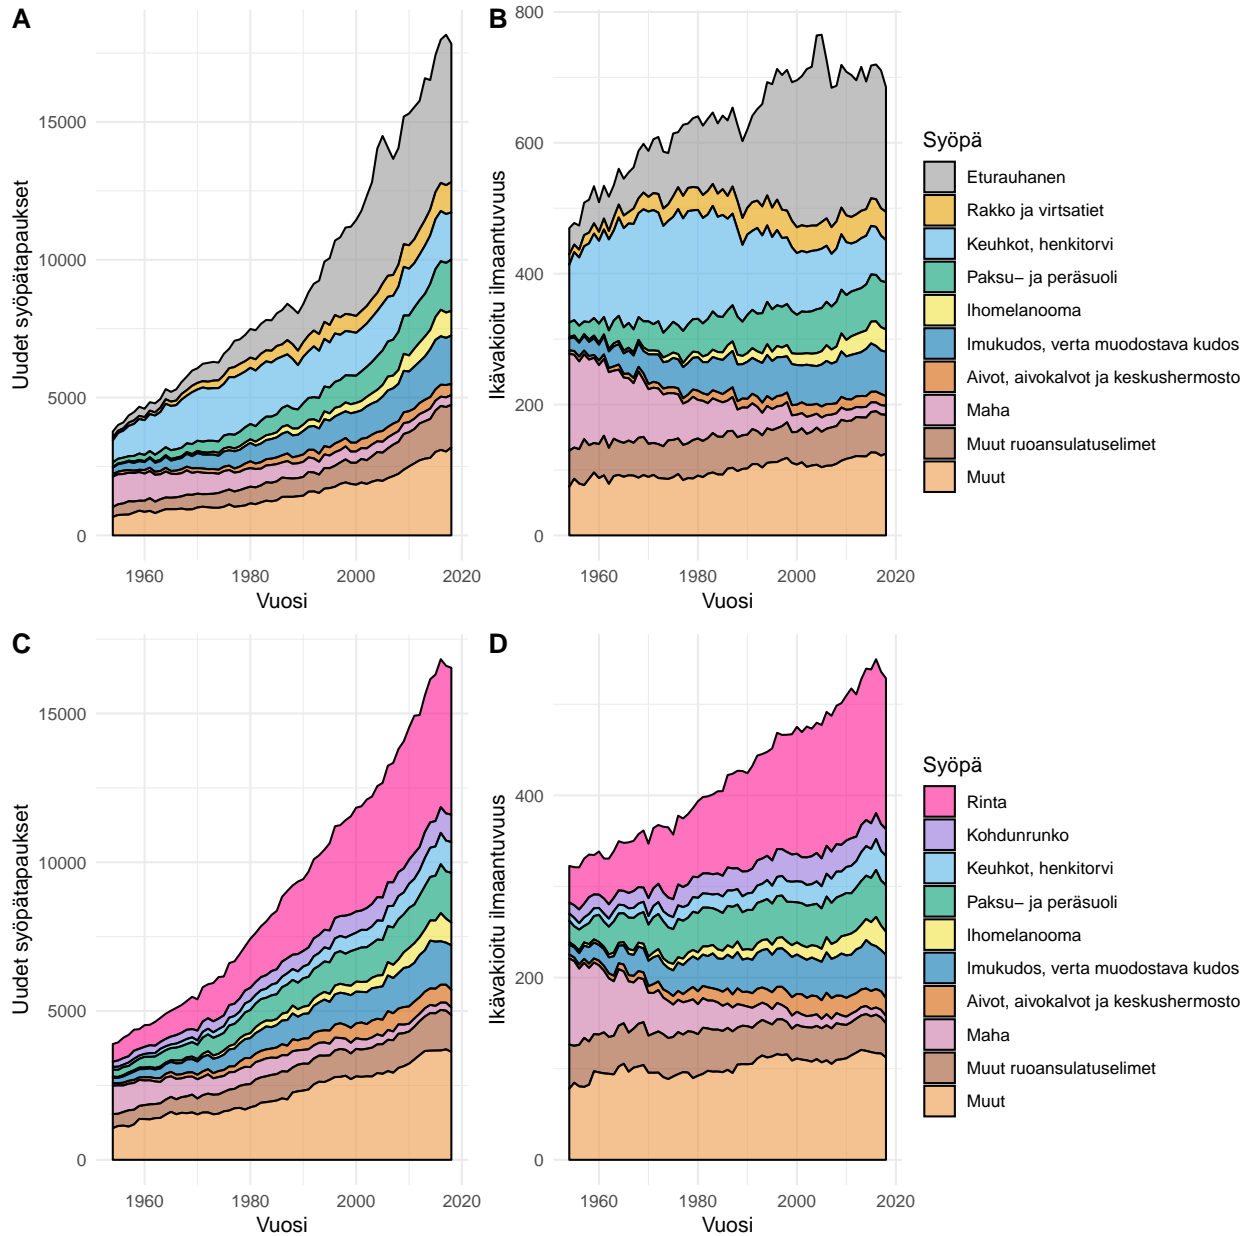 A
Uudet syöpätapaukset
15000
10000
5000
0
1960
1980
2000
2020
Vuosi
B
Ikävakioitu ilmaantuvuus
800
600
400
200
0
1960
1980
2000
2020
Vuosi
Syöpä
Eturauhanen
Rakko ja virtsatiet
Keuhkot, henkitorvi
Paksu− ja peräsuoli
Ihomelanooma
Imukudos, verta muodostava kudos
Aivot, aivokalvot ja keskushermosto
Maha
Muut ruoansulatuselimet
Muut
C
Uudet syöpätapaukset
15000
10000
5000
0
1960
1980
2000
2020
Vuosi
D
Ikävakioitu ilmaantuvuus
400
200
0
1960
1980
2000
2020
Vuosi
Syöpä
Rinta
Kohdunrunko
Keuhkot, henkitorvi
Paksu− ja peräsuoli
Ihomelanooma
Imukudos, verta muodostava kudos
Aivot, aivokalvot ja keskushermosto
Maha
Muut ruoansulatuselimet
Muut